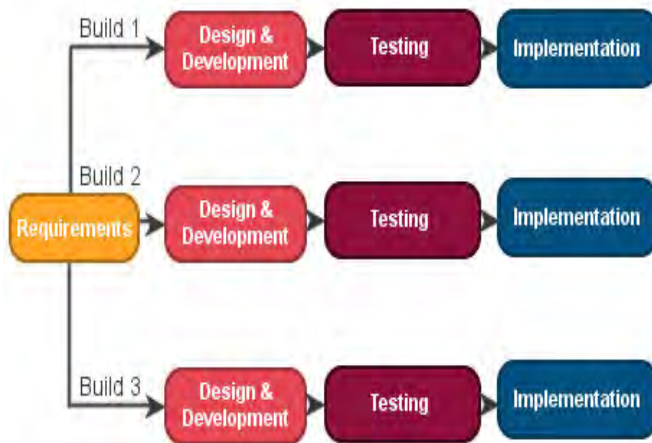 Build 1
Design &
Development
Testing
Implementation
Build 2
Requirements
Design &
Development
Testing
Implementation
Build 3
Design &
Development
Testing
Implementation